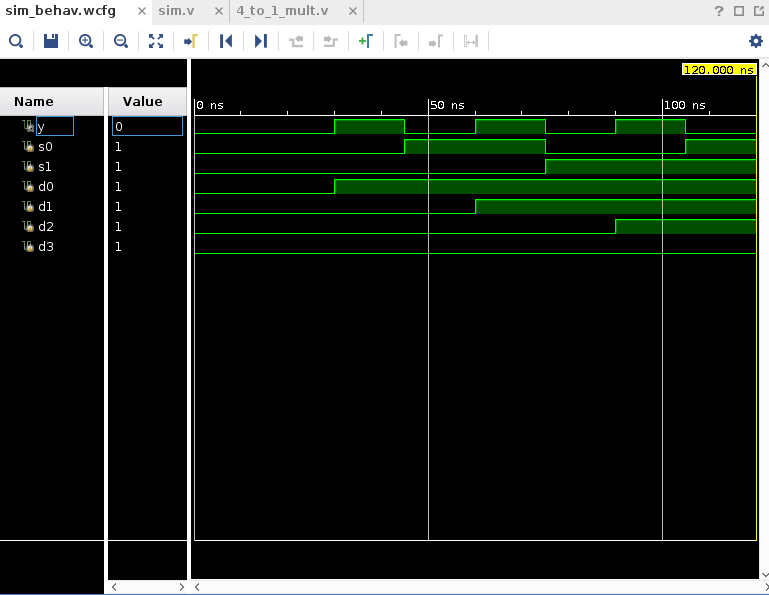 sim_behav.wcfg × sim.v × 4_to_1_mult.v × ?
120.000 ns
Name Value
0 ns 50 ns 100 ns
y 0
s0 1
s1 1
d0 1
d1 1
d2 1
d3 1